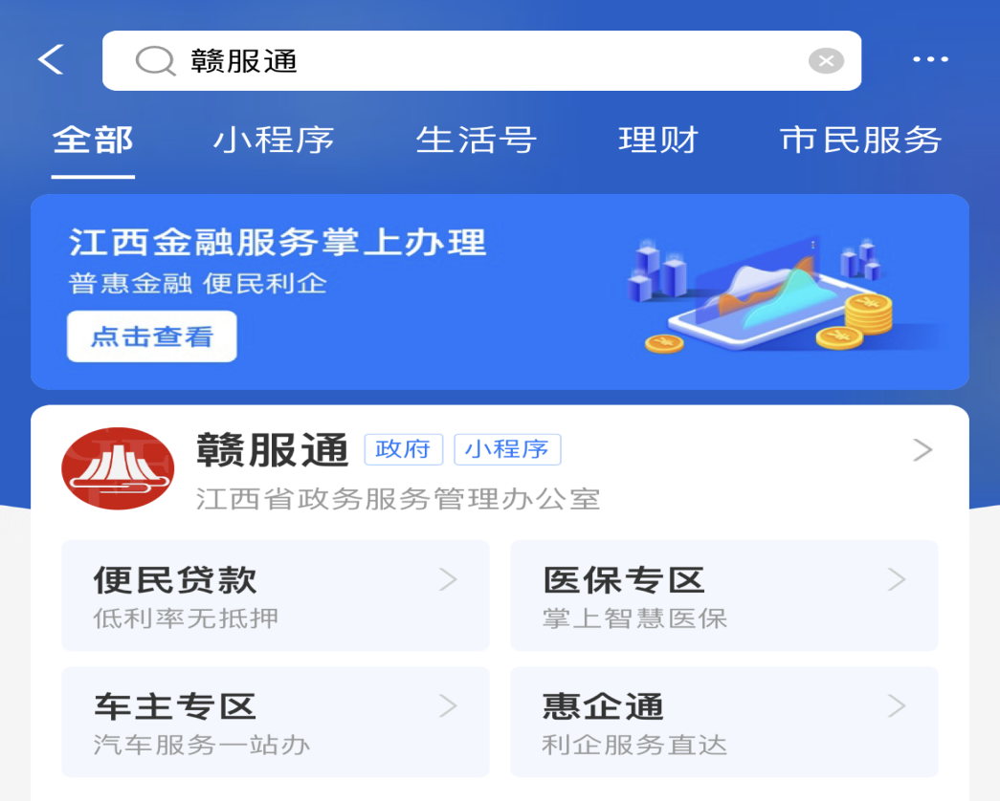 赣服通
全部 小程序 生活号 理财 市民服务
江西金融服务掌上办理
普惠金融 便民利企
点击查看
赣服通 政府 小程序
江西省政务服务管理办公室
便民贷款
低利率无抵押
医保专区
掌上智慧医保
车主专区
汽车服务一站办
惠企通
利企服务直达